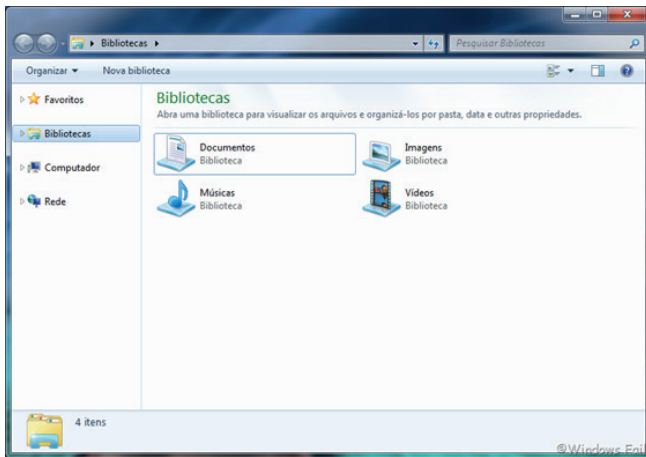 Bibliotecas
Pesquisar Bibliotecas
Organizar Nova biblioteca
Favoritos
Bibliotecas
Computador
Rede
Bibliotecas
Abra uma biblioteca para visualizar os arquivos e organizá-los por pasta, data e outras propriedades.
Documentos
Biblioteca
Imagens
Biblioteca
Músicas
Biblioteca
Vídeos
Biblioteca
4 itens
©Windows